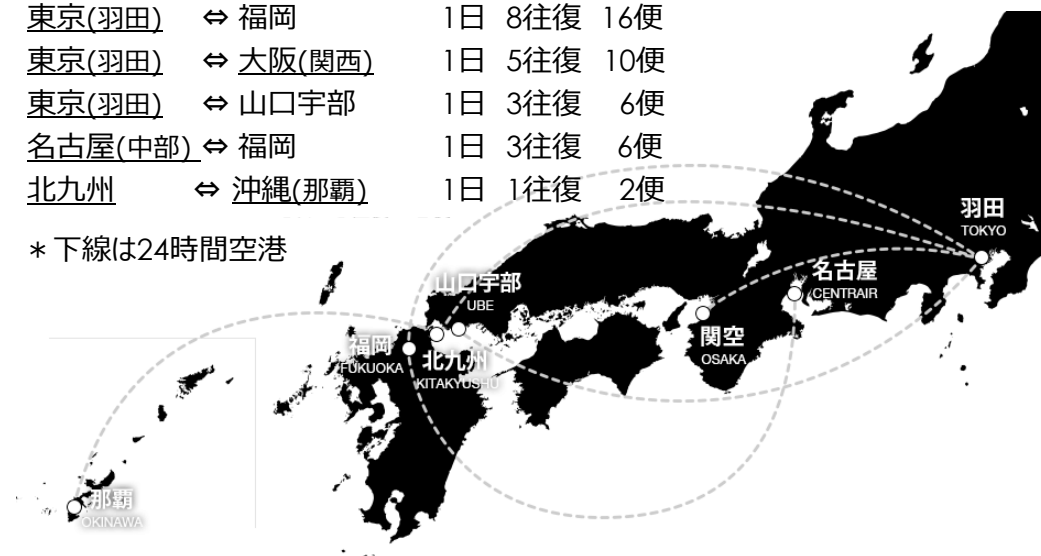 東京(羽田) ⇔ 福岡 1日 8往復 16便
東京(羽田) ⇔ 大阪(関西) 1日 5往復 10便
東京(羽田) ⇔ 山口宇部 1日 3往復 6便
名古屋(中部) ⇔ 福岡 1日 3往復 6便
北九州 ⇔ 沖縄(那覇) 1日 1往復 2便
＊下線は24時間空港
羽田
TOKYO
名古屋
CENTRAIR
山口宇部
UBE
関空
OSAKA
福岡
FUKUOKA
北九州
KITAKYUSHU
那覇
OKINAWA